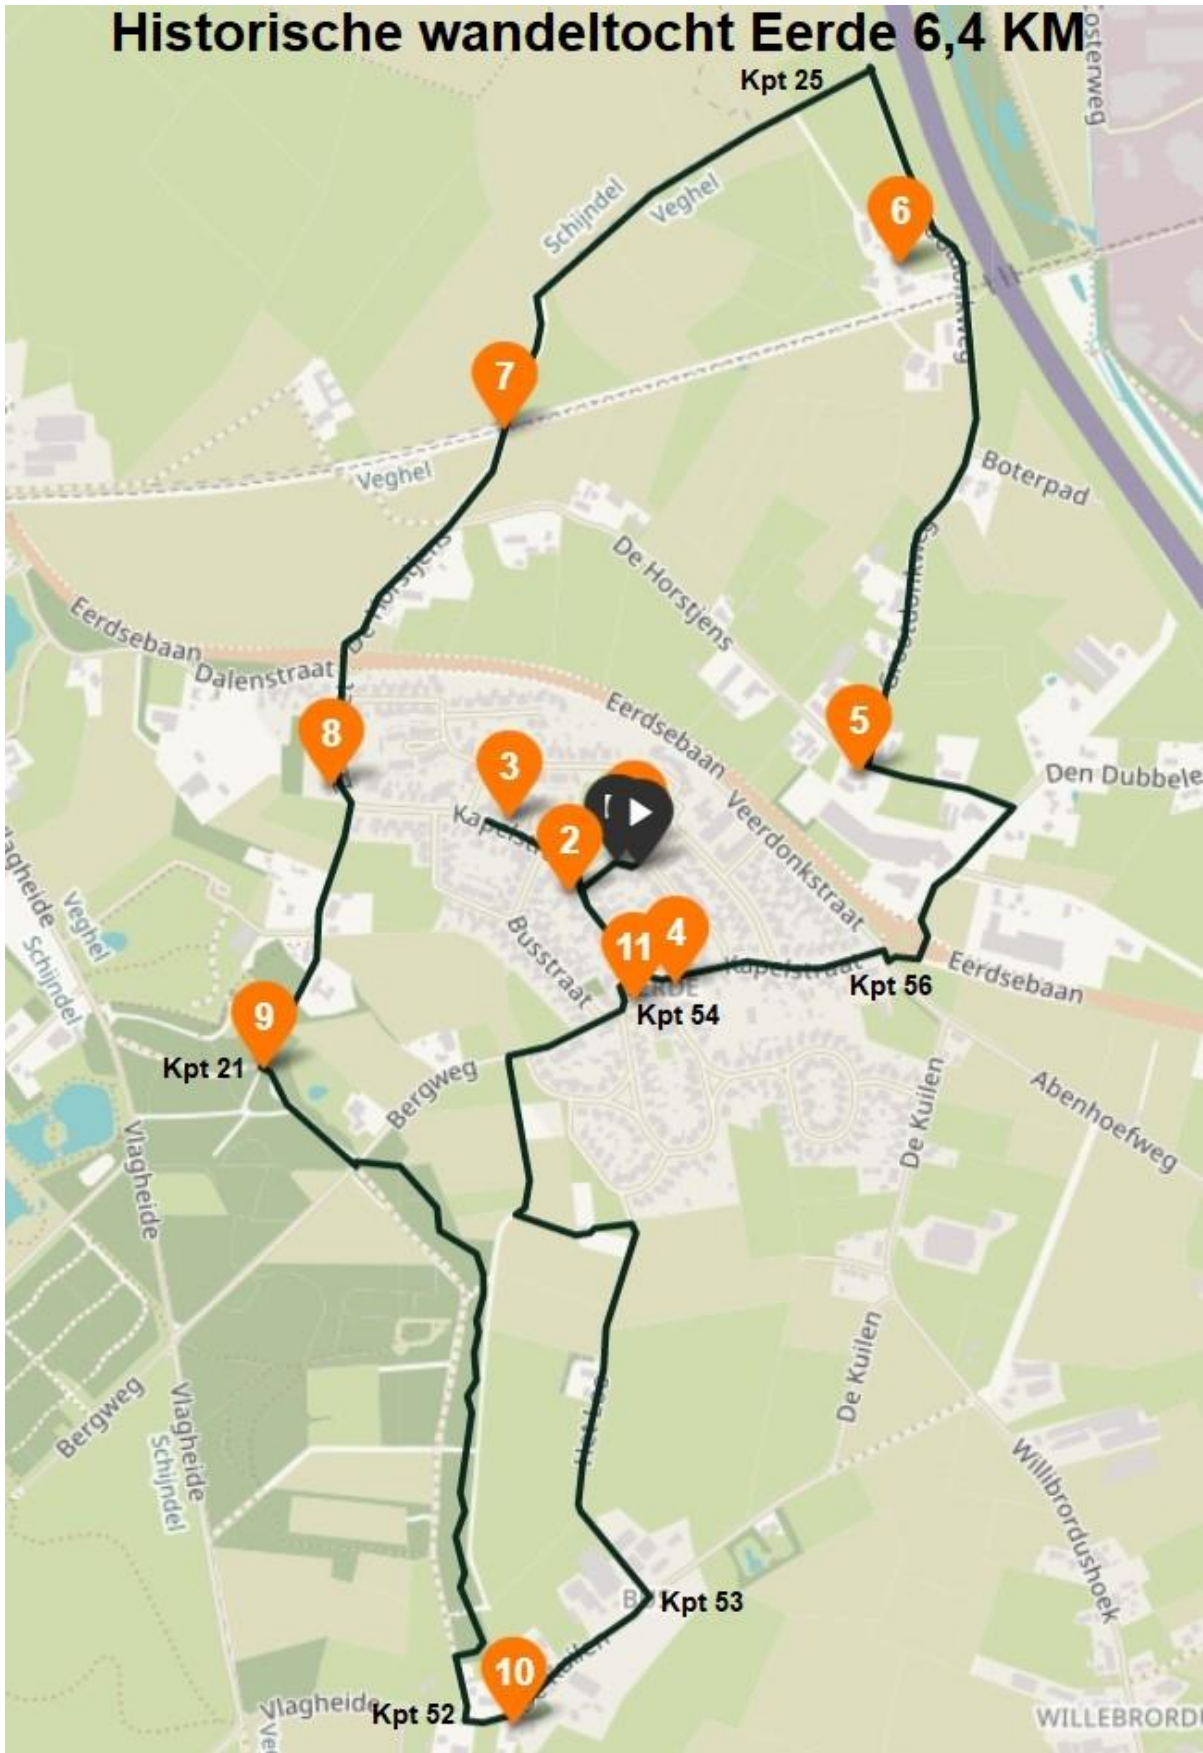 Historische wandeltocht Eerde 6,4 KM
Kpt 25
Schijndel
Veghel
6
7
Veghel
Boterpad
De Horstjens
De Horstjens
Eerdsebaan
Dalenstraat
Eerdsebaan
5
8
3
Den Dubbele
2
Veerdonkstraat
Vlagheide
Veghel
Schijndel
Busstraat
11
4
Kapelstraat
Kpt 56
Eerdsebaan
9
Kpt 54
Kpt 21
Bergweg
De Kuilen
Abenhoefweg
Vlagheide
De Kuilen
Bergweg
Vlagheide
Schijndel
Willibrordushoek
Kpt 53
10
Vlagheide
Kpt 52
WILLEBRORDU